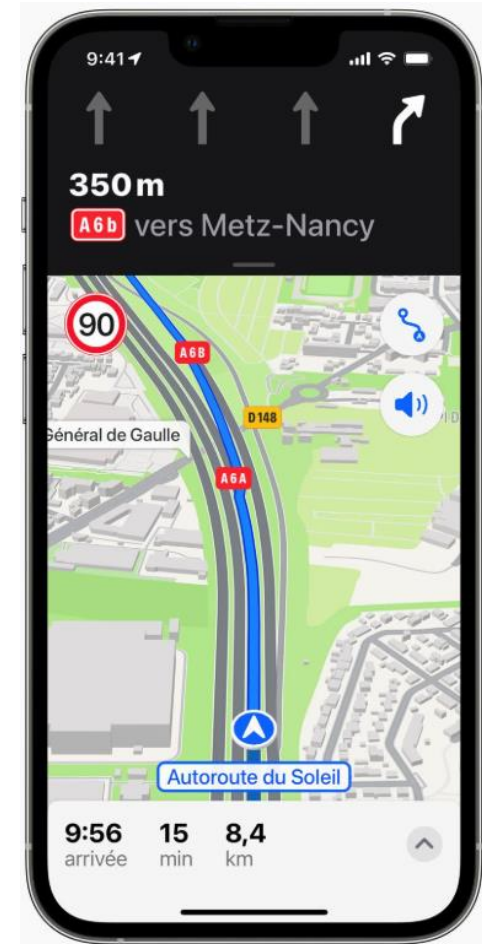 9:41
350 m
A6b vers Metz-Nancy
90
A6B
D 148
Général de Gaulle
A6A
Autoroute du Soleil
9:56 15 8,4
arrivée min km